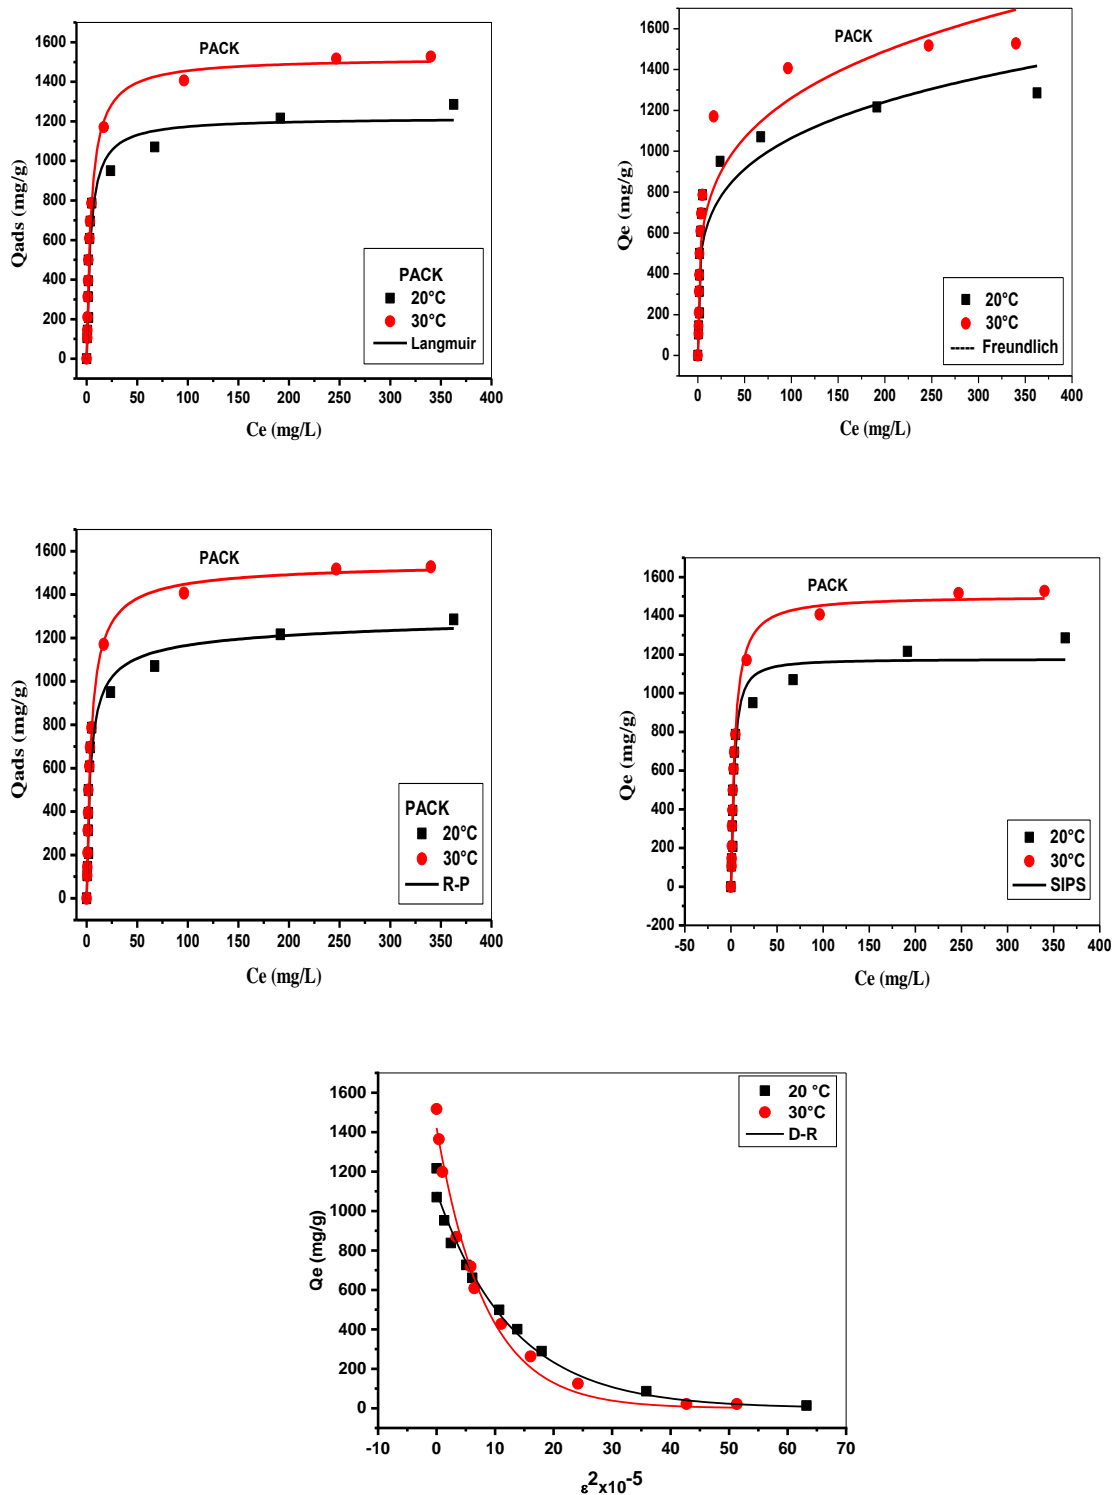 PACK
Qads (mg/g)
1600
1400
1200
1000
800
600
400
200
0
PACK
20°C
30°C
Langmuir
0 50 100 150 200 250 300 350 400
Ce (mg/L)
PACK
Qe (mg/g)
1600
1400
1200
1000
800
600
400
200
0
20°C
30°C
Freundlich
0 50 100 150 200 250 300 350 400
Ce (mg/L)
PACK
Qads (mg/g)
1600
1400
1200
1000
800
600
400
200
0
PACK
20°C
30°C
R-P
0 50 100 150 200 250 300 350 400
Ce (mg/L)
PACK
Qe (mg/g)
1600
1400
1200
1000
800
600
400
200
0
-200
20°C
30°C
SIPS
-50 0 50 100 150 200 250 300 350 400
Ce (mg/L)
Qe (mg/g)
1600
1400
1200
1000
800
600
400
200
0
20 °C
30°C
D-R
-10 0 10 20 30 40 50 60 70
ε²x10⁻⁵